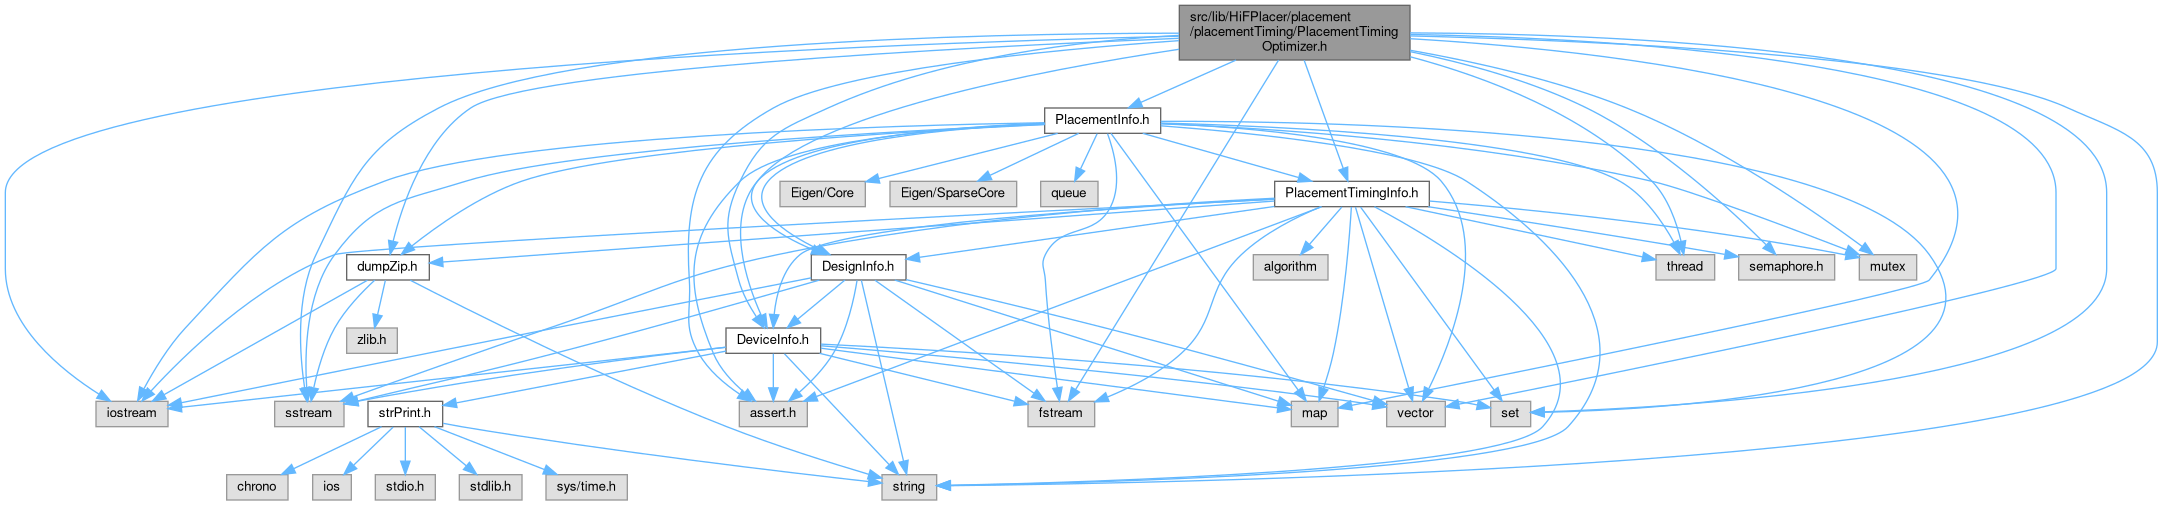 src/lib/HiFPlacer/placement
/placementTiming/PlacementTiming
Optimizer.h
PlacementInfo.h
Eigen/Core
Eigen/SparseCore
queue
PlacementTimingInfo.h
dumpZip.h
DesignInfo.h
algorithm
thread
semaphore.h
mutex
zlib.h
DeviceInfo.h
iostream
sstream
strPrint.h
assert.h
fstream
map
vector
set
chrono
ios
stdio.h
stdlib.h
sys/time.h
string